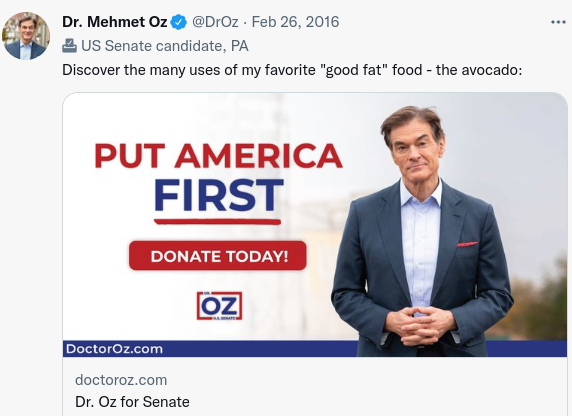 Dr. Mehmet Oz @DrOz · Feb 26, 2016
US Senate candidate, PA
Discover the many uses of my favorite "good fat" food - the avocado:
PUT AMERICA
FIRST
DONATE TODAY!
DR.
OZ
U.S. SENATE
DoctorOz.com
doctoroz.com
Dr. Oz for Senate